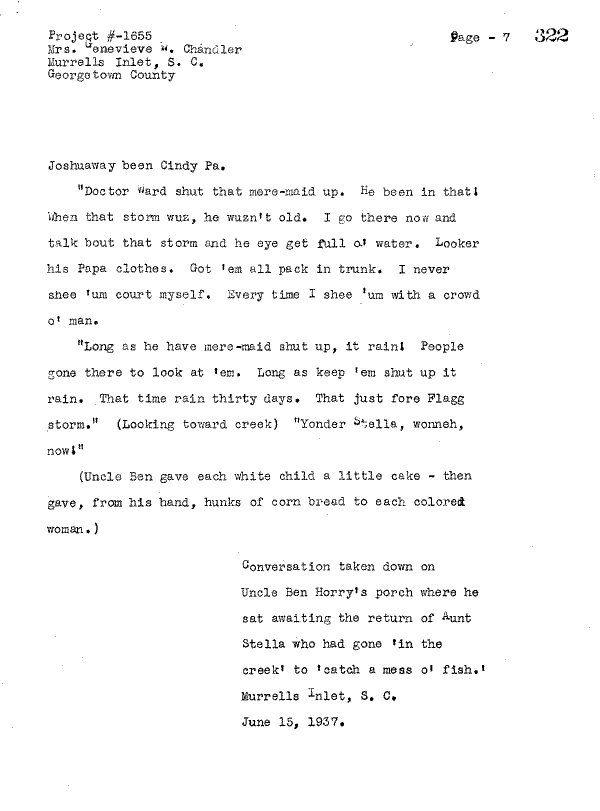 Project #-1655
Mrs. Genevieve W. Chandler
Murrells Inlet, S. C.
Georgetown County
Page - 7 322
Joshuaway been Cindy Pa.
"Doctor Ward shut that mere-maid up. He been in that!
When that storm wuz, he wuzn't old. I go there now and
talk bout that storm and he eye get full o' water. Looker
his Papa clothes. Got 'em all pack in trunk. I never
shee 'um court myself. Every time I shee 'um with a crowd
o' man.
"Long as he have mere-maid shut up, it rain! People
gone there to look at 'em. Long as keep 'em shut up it
rain. That time rain thirty days. That just fore Flagg
storm." (Looking toward creek) "Yonder Stella, wonneh,
now!"
(Uncle Ben gave each white child a little cake - then
gave, from his hand, hunks of corn bread to each colored
woman.)
Conversation taken down on
Uncle Ben Horry's porch where he
sat awaiting the return of Aunt
Stella who had gone 'in the
creek' to 'catch a mess o' fish.'
Murrells Inlet, S. C.
June 15, 1937.